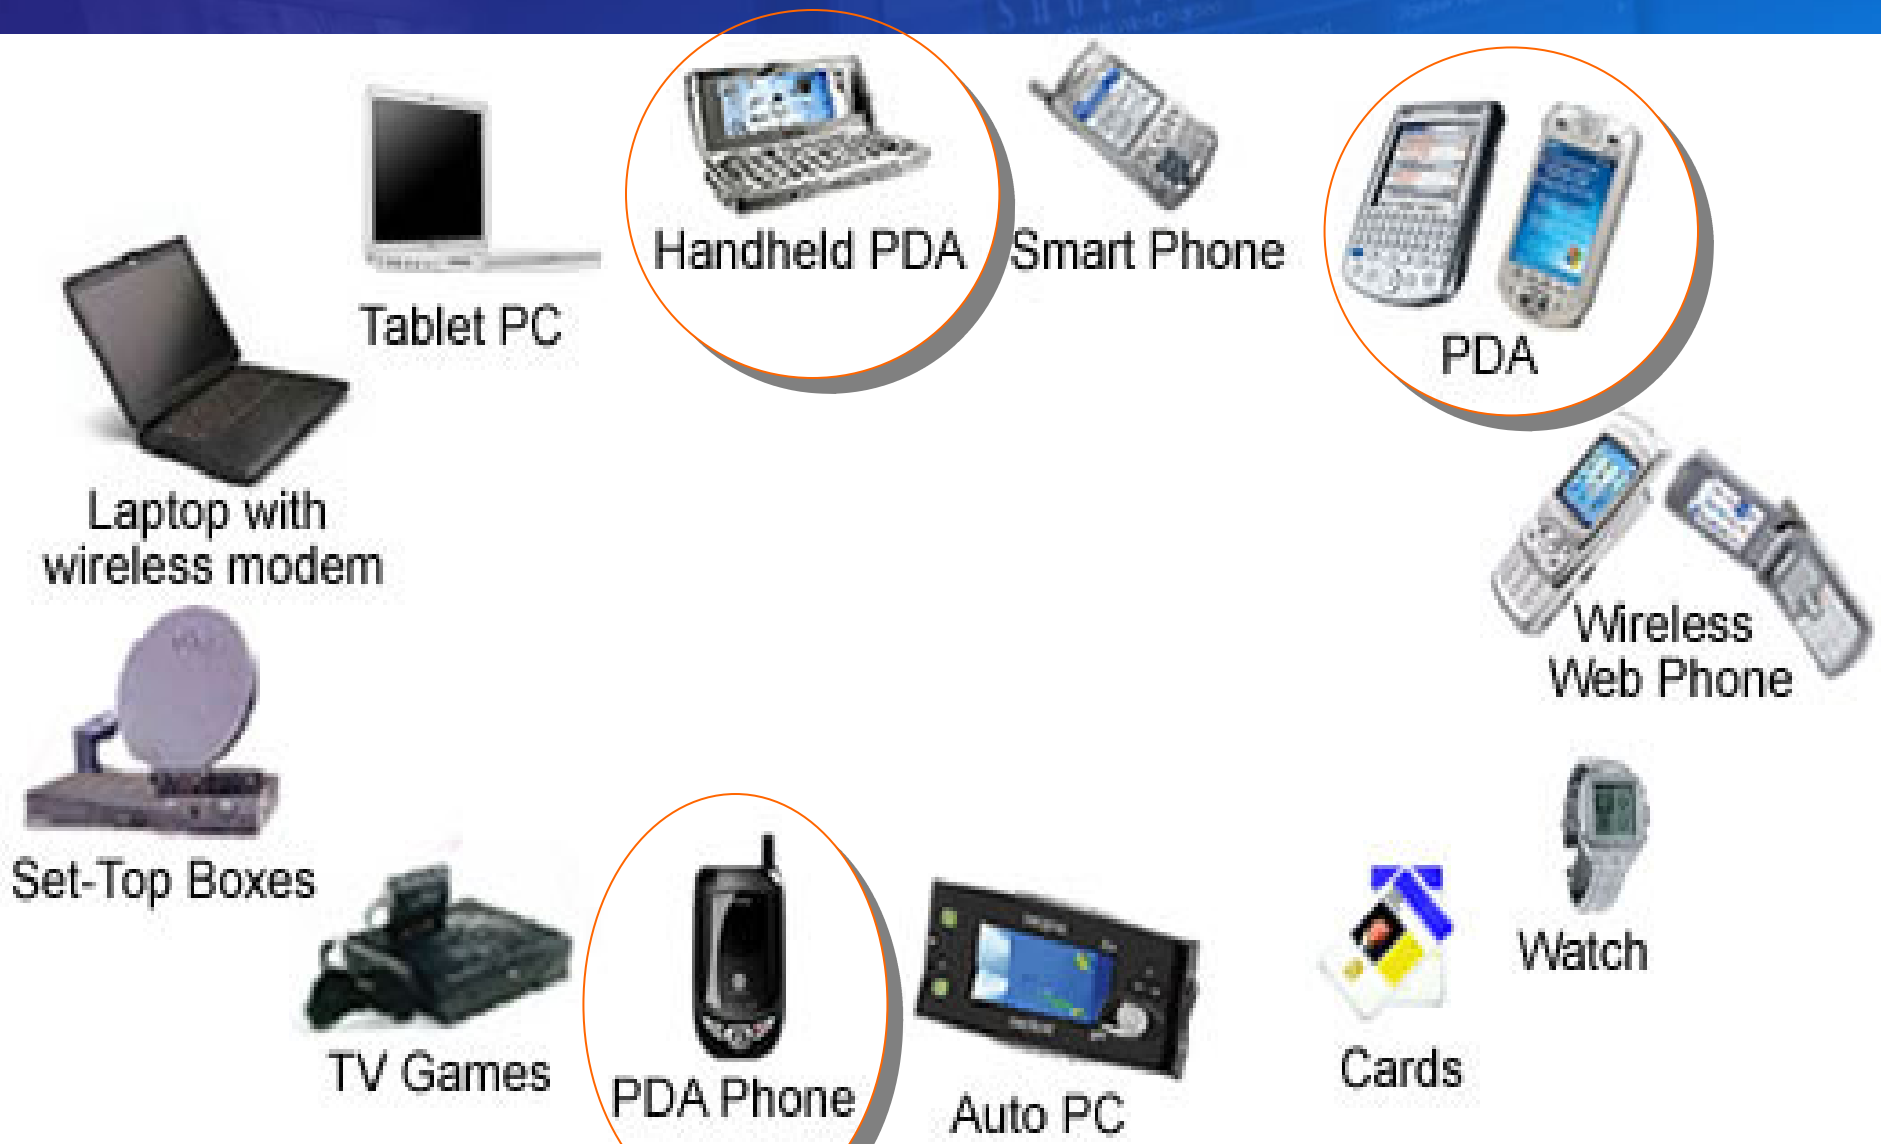 Handheld PDA
Smart Phone
Tablet PC
PDA
Laptop with
wireless modem
Wireless
Web Phone
Set-Top Boxes
Watch
TV Games
PDA Phone
Auto PC
Cards